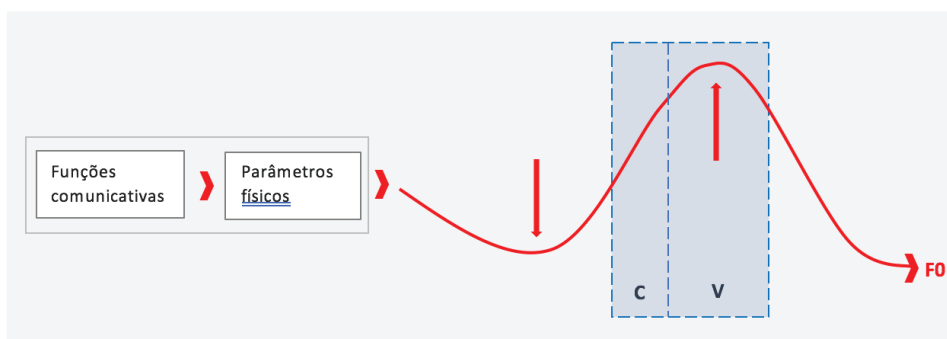 Funções
comunicativas
Parâmetros
físicos
C
V
F0